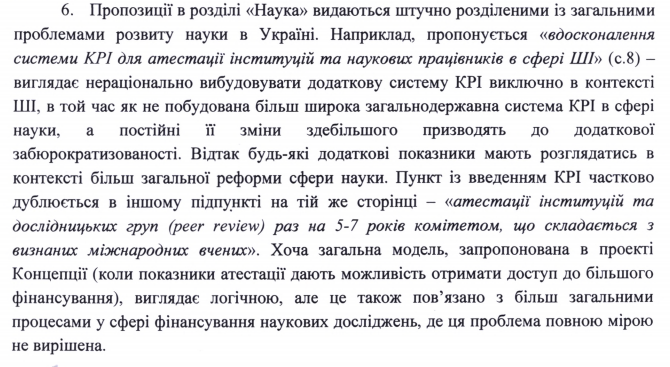 6. Пропозиції в розділі «Наука» видаються штучно розділеними із загальними
проблемами розвиту науки в Україні. Наприклад, пропонується «вдосконалення
системи KPI для атестації інституцій та наукових працівників в сфері ШІ» (с.8) –
виглядає нераціонально вибудовувати додаткову систему KPI виключно в контексті
ШІ, в той час як не побудована більш широка загальнодержавна система KPI в сфері
науки, а постійні її зміни здебільшого призводять до додаткової
забюрократизованості. Відтак будь-які додаткові показники мають розглядатись в
контексті більш загальної реформи сфери науки. Пункт із введенням KPI частково
дублюється в іншому підпункті на тій же сторінці – «атестації інституцій та
дослідницьких груп (peer review) раз на 5-7 років комітетом, що складається з
визнаних міжнародних вчених». Хоча загальна модель, запропонована в проекті
Концепції (коли показники атестації дають можливість отримати доступ до більшого
фінансування), виглядає логічною, але це також пов’язано з більш загальними
процесами у сфері фінансування наукових досліджень, де ця проблема повною мірою
не вирішена.